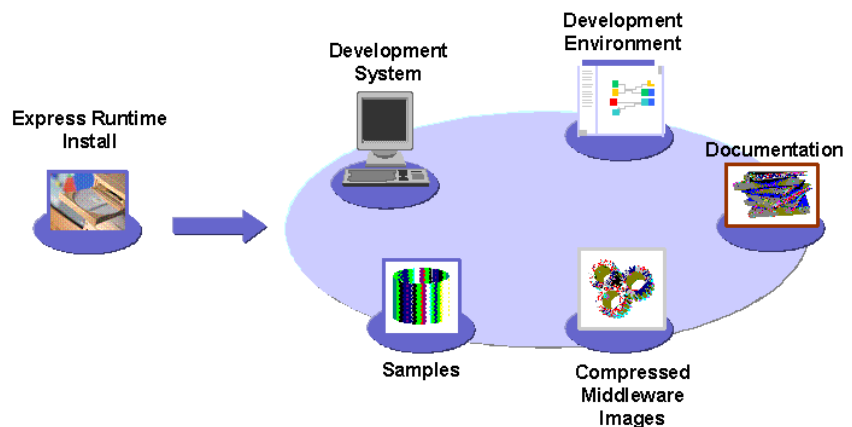 Express Runtime
Install
Development
System
Development
Environment
Documentation
Samples
Compressed
Middleware
Images